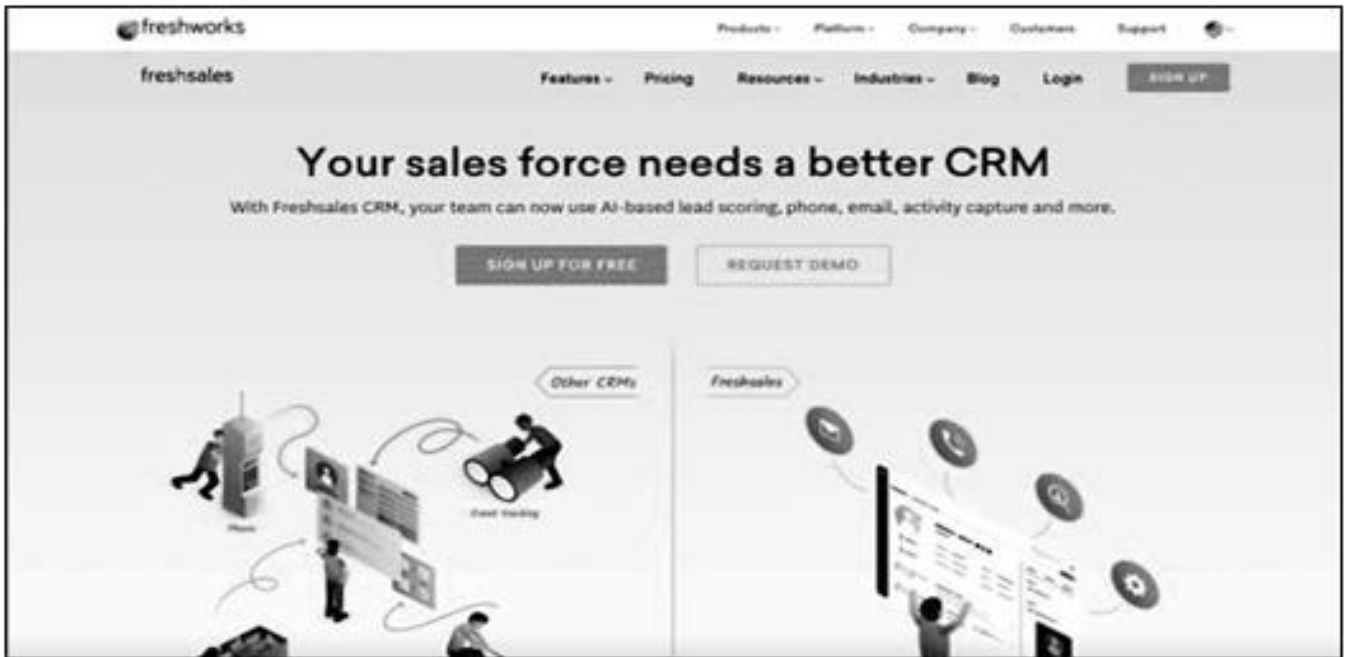 freshworks
Products Platform Company Customers Support
freshsales
Features Pricing Resources Industries Blog Login SIGN UP
Your sales force needs a better CRM
With Freshsales CRM, your team can now use AI-based lead scoring, phone, email, activity capture and more.
SIGN UP FOR FREE REQUEST DEMO
Other CRMs Freshsales
Event tracking
Phone